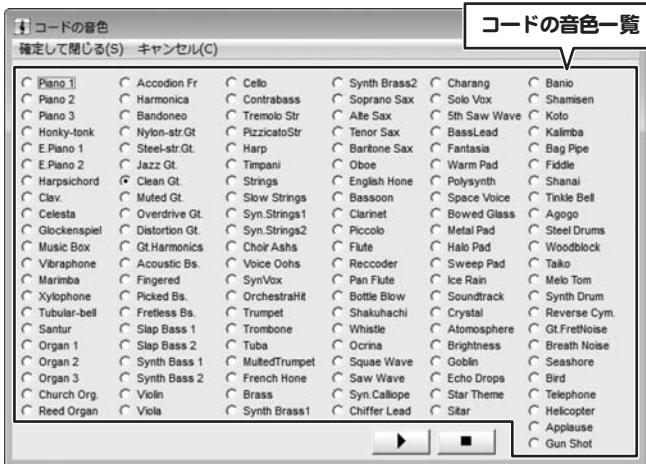 コードの音色
コードの音色一覧
確定して閉じる(S) キャンセル(C)
Piano 1 Accodion Fr Cello Synth Brass2 Charang Banio
Piano 2 Harmonica Contrabass Soprano Sax Solo Vox Shamisen
Piano 3 Bandoneo Tremolo Str Alte Sax 5th Saw Wave Koto
Honky-tonk Nylon-str.Gt PizzicatoStr Tenor Sax BassLead Kalimba
E.Piano 1 Steel-str.Gt. Harp Baritone Sax Fantasia Bag Pipe
E.Piano 2 Jazz Gt. Timpani Oboe Warm Pad Fiddle
Harpsichord Clean Gt. Strings English Hone Polysynth Shanai
Clav. Muted Gt. Slow Strings Bassoon Space Voice Tinkle Bell
Celesta Overdrive Gt. Syn.Strings1 Clarinet Bowed Glass Agogo
Glockenspiel Distortion Gt. Syn.Strings2 Piccolo Metal Pad Steel Drums
Music Box Gt.Harmonics Choir Ashs Flute Halo Pad Woodblock
Vibraphone Acoustic Bs. Voice Oohs Reccoder Sweep Pad Taiko
Marimba Fingered SynVox Pan Flute Ice Rain Melo Tom
Xylophone Picked Bs. OrchestraHit Bottle Blow Soundtrack Synth Drum
Tubular-bell Fretless Bs. Trumpet Shakuhachi Crystal Reverse Cym.
Santur Slap Bass 1 Trombone Whistle Atomosphere Gt.FretNoise
Organ 1 Slap Bass 2 Tuba Ocrina Brightness Breath Noise
Organ 2 Synth Bass 1 MultedTrumpet Squae Wave Goblin Seashore
Organ 3 Synth Bass 2 French Hone Saw Wave Echo Drops Bird
Church Org. Violin Brass Syn.Calliope Star Theme Telephone
Reed Organ Viola Synth Brass1 Chiffer Lead Sitar Helicopter
Applause
Gun Shot